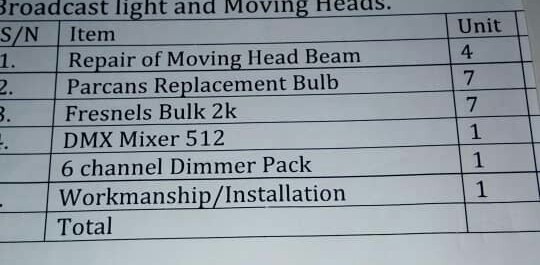 Broadcast light and Moving Heads.
S/N Item Unit
1. Repair of Moving Head Beam 4
2. Parcans Replacement Bulb 7
3. Fresnels Bulk 2k 7
4. DMX Mixer 512 1
6 channel Dimmer Pack 1
Workmanship/Installation 1
Total